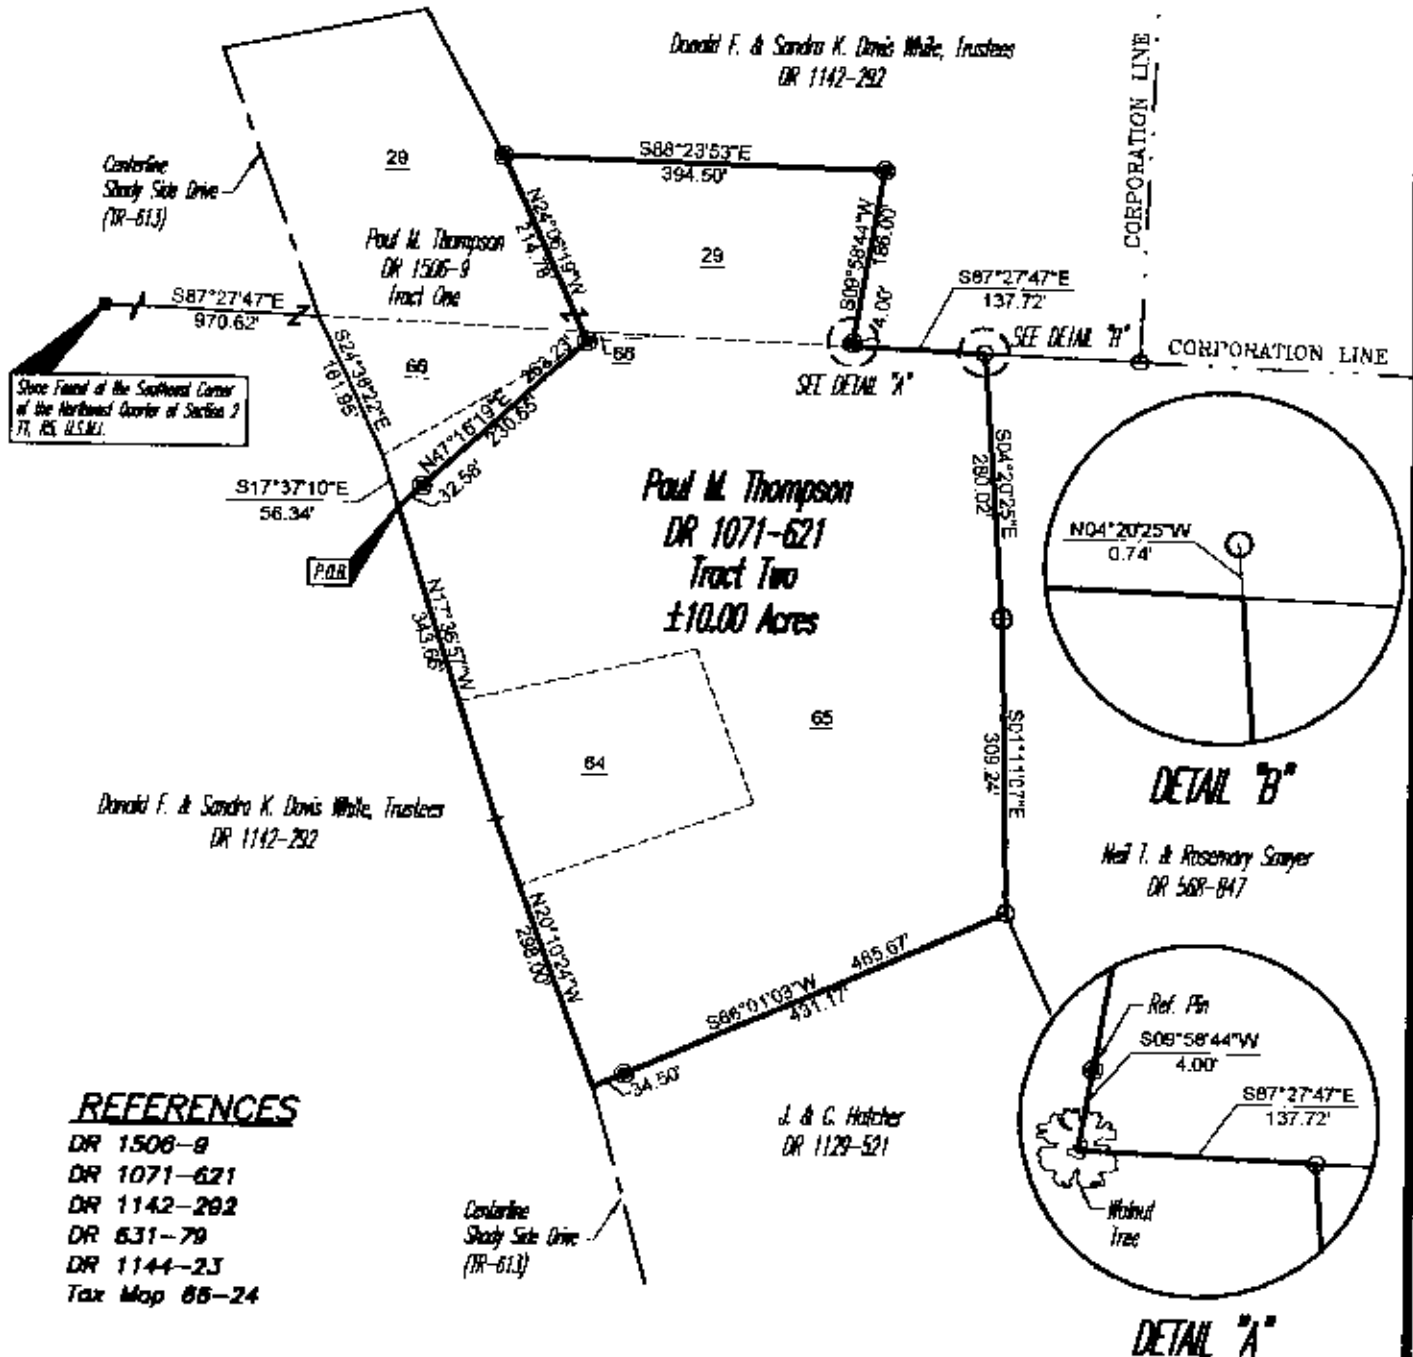 Donald F. & Sandra K. Davis White, Trustees
DR 1142-292
CORPORATION LINE
Centerline
Shady Side Drive
(TR-613)
29
S88°23'53"E
394.50'
N24°06'19"W
214.78'
Paul M. Thompson
DR 1506-9
Tract One
29
S09°58'44"W
186.00'
4.00'
S87°27'47"E
137.72'
S87°27'47"E
970.62'
SEE DETAIL "B"
CORPORATION LINE
66
66
SEE DETAIL "A"
Stone Found at the Southwest Corner
of the Northwest Quarter of Section 2
T1, R5, U.S.M.L.
S24°38'22"E
161.95'
N47°16'19"E 263.23'
230.65'
32.58'
S17°37'10"E
56.34'
P.O.B.
Paul M. Thompson
DR 1071-621
Tract Two
±10.00 Acres
S04°20'25"E
280.02'
N04°20'25"W
0.74'
N17°36'57"W
343.66'
64
65
S01°11'07"E
309.24'
DETAIL "B"
Donald F. & Sandra K. Davis White, Trustees
DR 1142-292
Neil T. & Rosemary Sawyer
DR 568-847
N20°10'24"W
298.00'
S66°01'03"W 465.67'
431.17'
34.50'
Ref. Pin
S09°58'44"W
4.00'
S87°27'47"E
137.72'
Walnut
Tree
DETAIL "A"
J. & C. Hatcher
DR 1129-521
REFERENCES
DR 1506-9
DR 1071-621
DR 1142-292
DR 631-79
DR 1144-23
Tax Map 66-24
Centerline
Shady Side Drive
(TR-613)